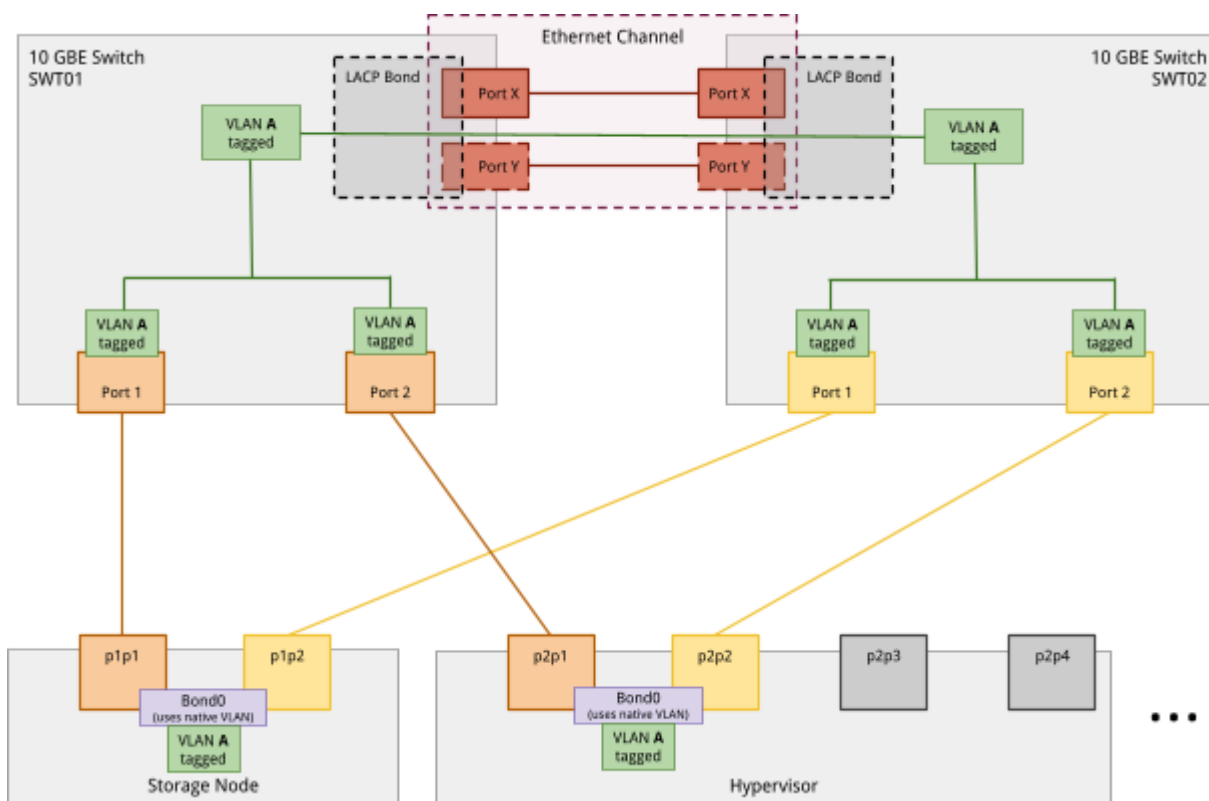 Ethernet Channel
10 GBE Switch
SWT01
LACP Bond
Port X
Port X
LACP Bond
10 GBE Switch
SWT02
VLAN A
tagged
VLAN A
tagged
Port Y
Port Y
VLAN A
tagged
VLAN A
tagged
VLAN A
tagged
VLAN A
tagged
Port 1
Port 2
Port 1
Port 2
p1p1
p1p2
p2p1
p2p2
p2p3
p2p4
Bond0
(uses native VLAN)
Bond0
(uses native VLAN)
VLAN A
tagged
VLAN A
tagged
Storage Node
Hypervisor
...